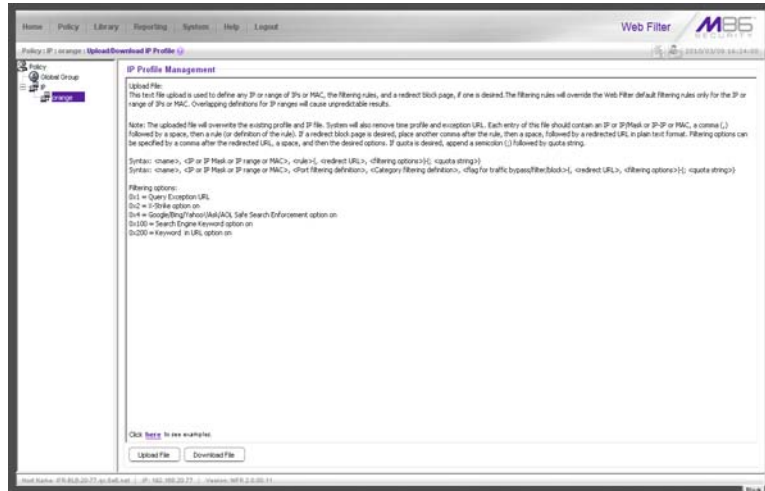 Home Policy Library Reporting System Help Logout
Web Filter
M86
SECURITY
Policy : IP : orange : Upload/Download IP Profile
2010/03/08 16:24:00
Policy
Global Group
IP
orange
IP Profile Management
Upload File:
This text file upload is used to define any IP or range of IPs or MAC, the filtering rules, and a redirect block page, if one is desired.The filtering rules will override the Web Filter default filtering rules only for the IP or
range of IPs or MAC. Overlapping definitions for IP ranges will cause unpredictable results.
Note: The uploaded file will overwrite the existing profile and IP file. System will also remove time profile and exception URL. Each entry of this file should contain an IP or IP/Mask or IP-IP or MAC, a comma (,)
followed by a space, then a rule (or definition of the rule). If a redirect block page is desired, place another comma after the rule, then a space, followed by a redirected URL in plain text format. Filtering options can
be specified by a comma after the redirected URL, a space, and then the desired options. If quota is desired, append a semicolon (;) followed by quota string.
Syntax: <name>, <IP or IP Mask or IP range or MAC>, <rule>[, <redirect URL>, <filtering options>][; <quota string>]
Syntax: <name>, <IP or IP Mask or IP range or MAC>, <Port filtering definition>, <Category filtering definition>, <flag for traffic bypass/filter/block>[, <redirect URL>, <filtering options>][; <quota string>]
Filtering options:
0x1 = Query Exception URL
0x2 = X-Strike option on
0x4 = Google/Bing/Yahoo!/Ask/AOL Safe Search Enforcement option on
0x100 = Search Engine Keyword option on
0x200 = Keyword in URL option on
Click here to see examples.
Upload File Download File
Host Name: IP: Version: